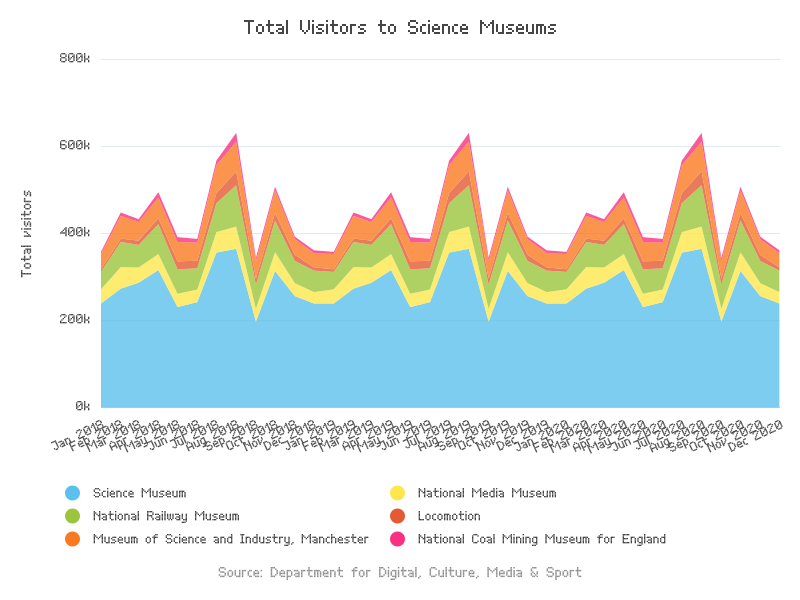 Total Visitors to Science Museums
800k
600k
400k
200k
0k
Total visitors
Jan 2018
Feb 2018
Mar 2018
Apr 2018
May 2018
Jun 2018
Jul 2018
Aug 2018
Sep 2018
Oct 2018
Nov 2018
Dec 2018
Jan 2019
Feb 2019
Mar 2019
Apr 2019
May 2019
Jun 2019
Jul 2019
Aug 2019
Sep 2019
Oct 2019
Nov 2019
Dec 2019
Jan 2020
Feb 2020
Mar 2020
Apr 2020
May 2020
Jun 2020
Jul 2020
Aug 2020
Sep 2020
Oct 2020
Nov 2020
Dec 2020
Science Museum
National Media Museum
National Railway Museum
Locomotion
Museum of Science and Industry, Manchester
National Coal Mining Museum for England
Source: Department for Digital, Culture, Media & Sport